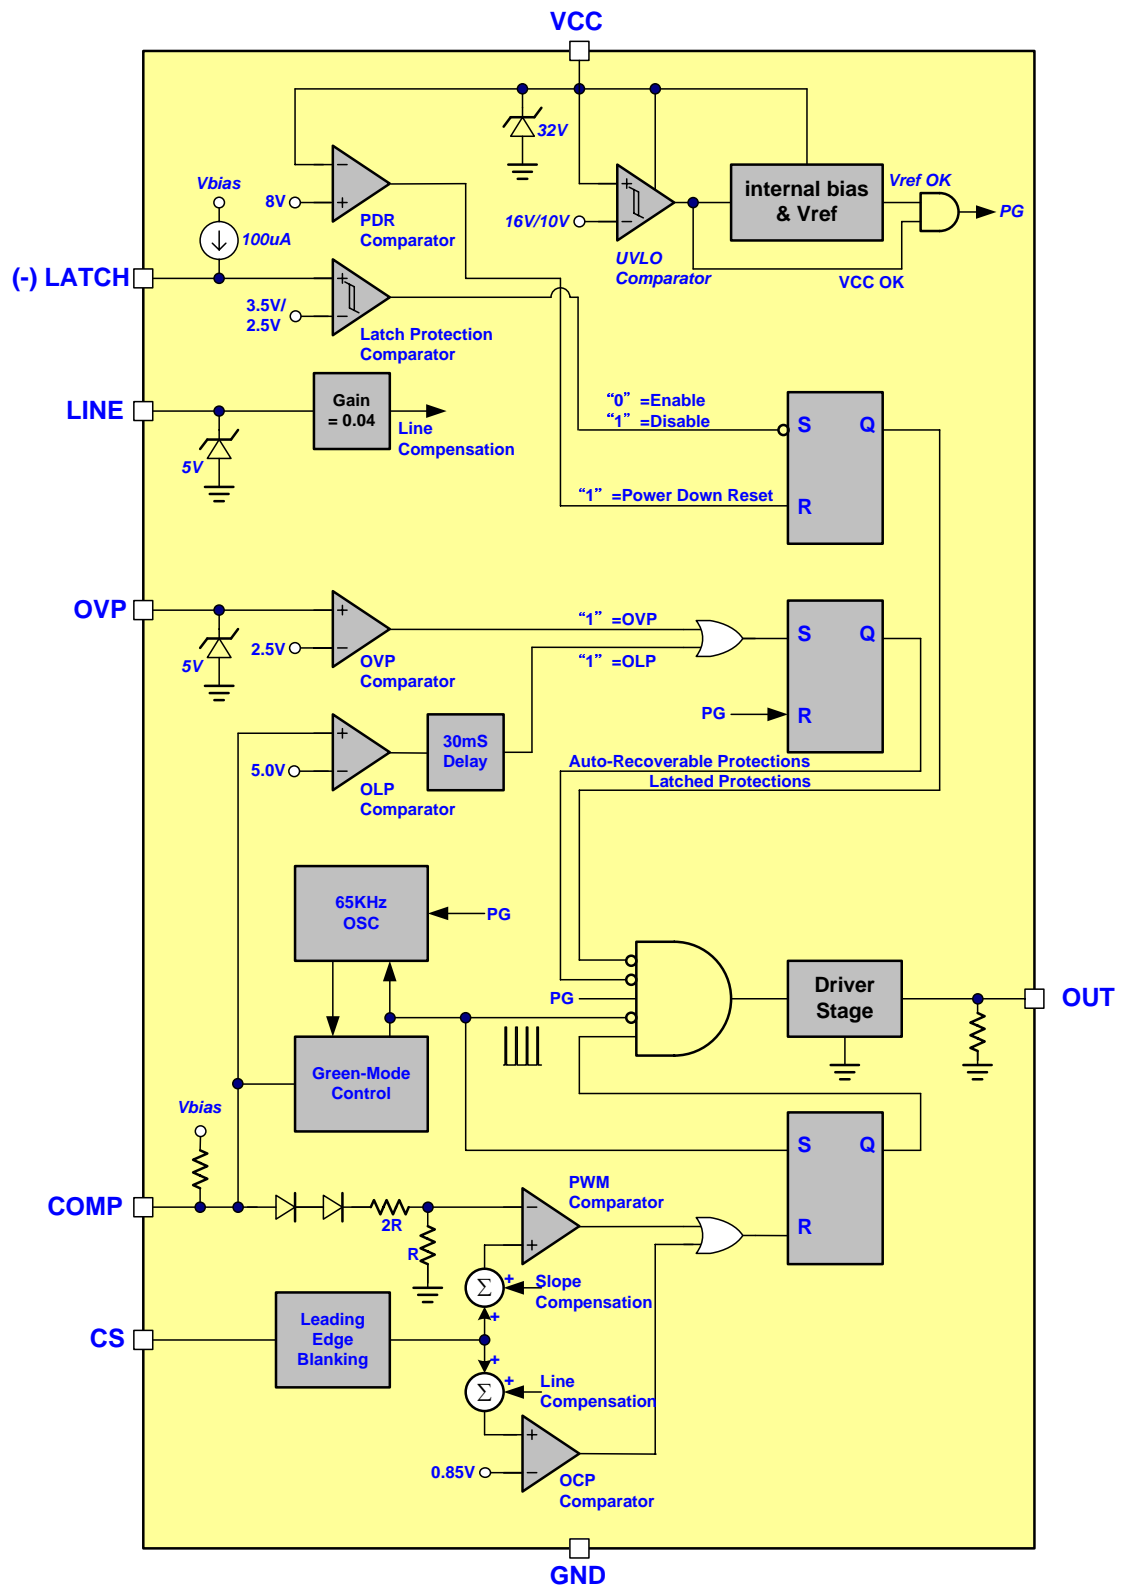 VCC
32V
Vbias
8V
PDR
Comparator
100uA
16V/10V
UVLO
Comparator
internal bias
& Vref
Vref OK
PG
VCC OK
(-) LATCH
3.5V/
2.5V
Latch Protection
Comparator
LINE
5V
Gain
= 0.04
Line
Compensation
“0” =Enable
“1” =Disable
S
Q
“1” =Power Down Reset
R
OVP
5V
2.5V
OVP
Comparator
“1” =OVP
“1” =OLP
S
Q
PG
R
5.0V
OLP
Comparator
30mS
Delay
Auto-Recoverable Protections
Latched Protections
65KHz
OSC
PG
PG
Driver
Stage
OUT
Green-Mode
Control
Vbias
COMP
2R
R
PWM
Comparator
S
Q
R
Σ
+
+
Slope
Compensation
CS
Leading
Edge
Blanking
+
+
Σ
Line
Compensation
0.85V
OCP
Comparator
GND